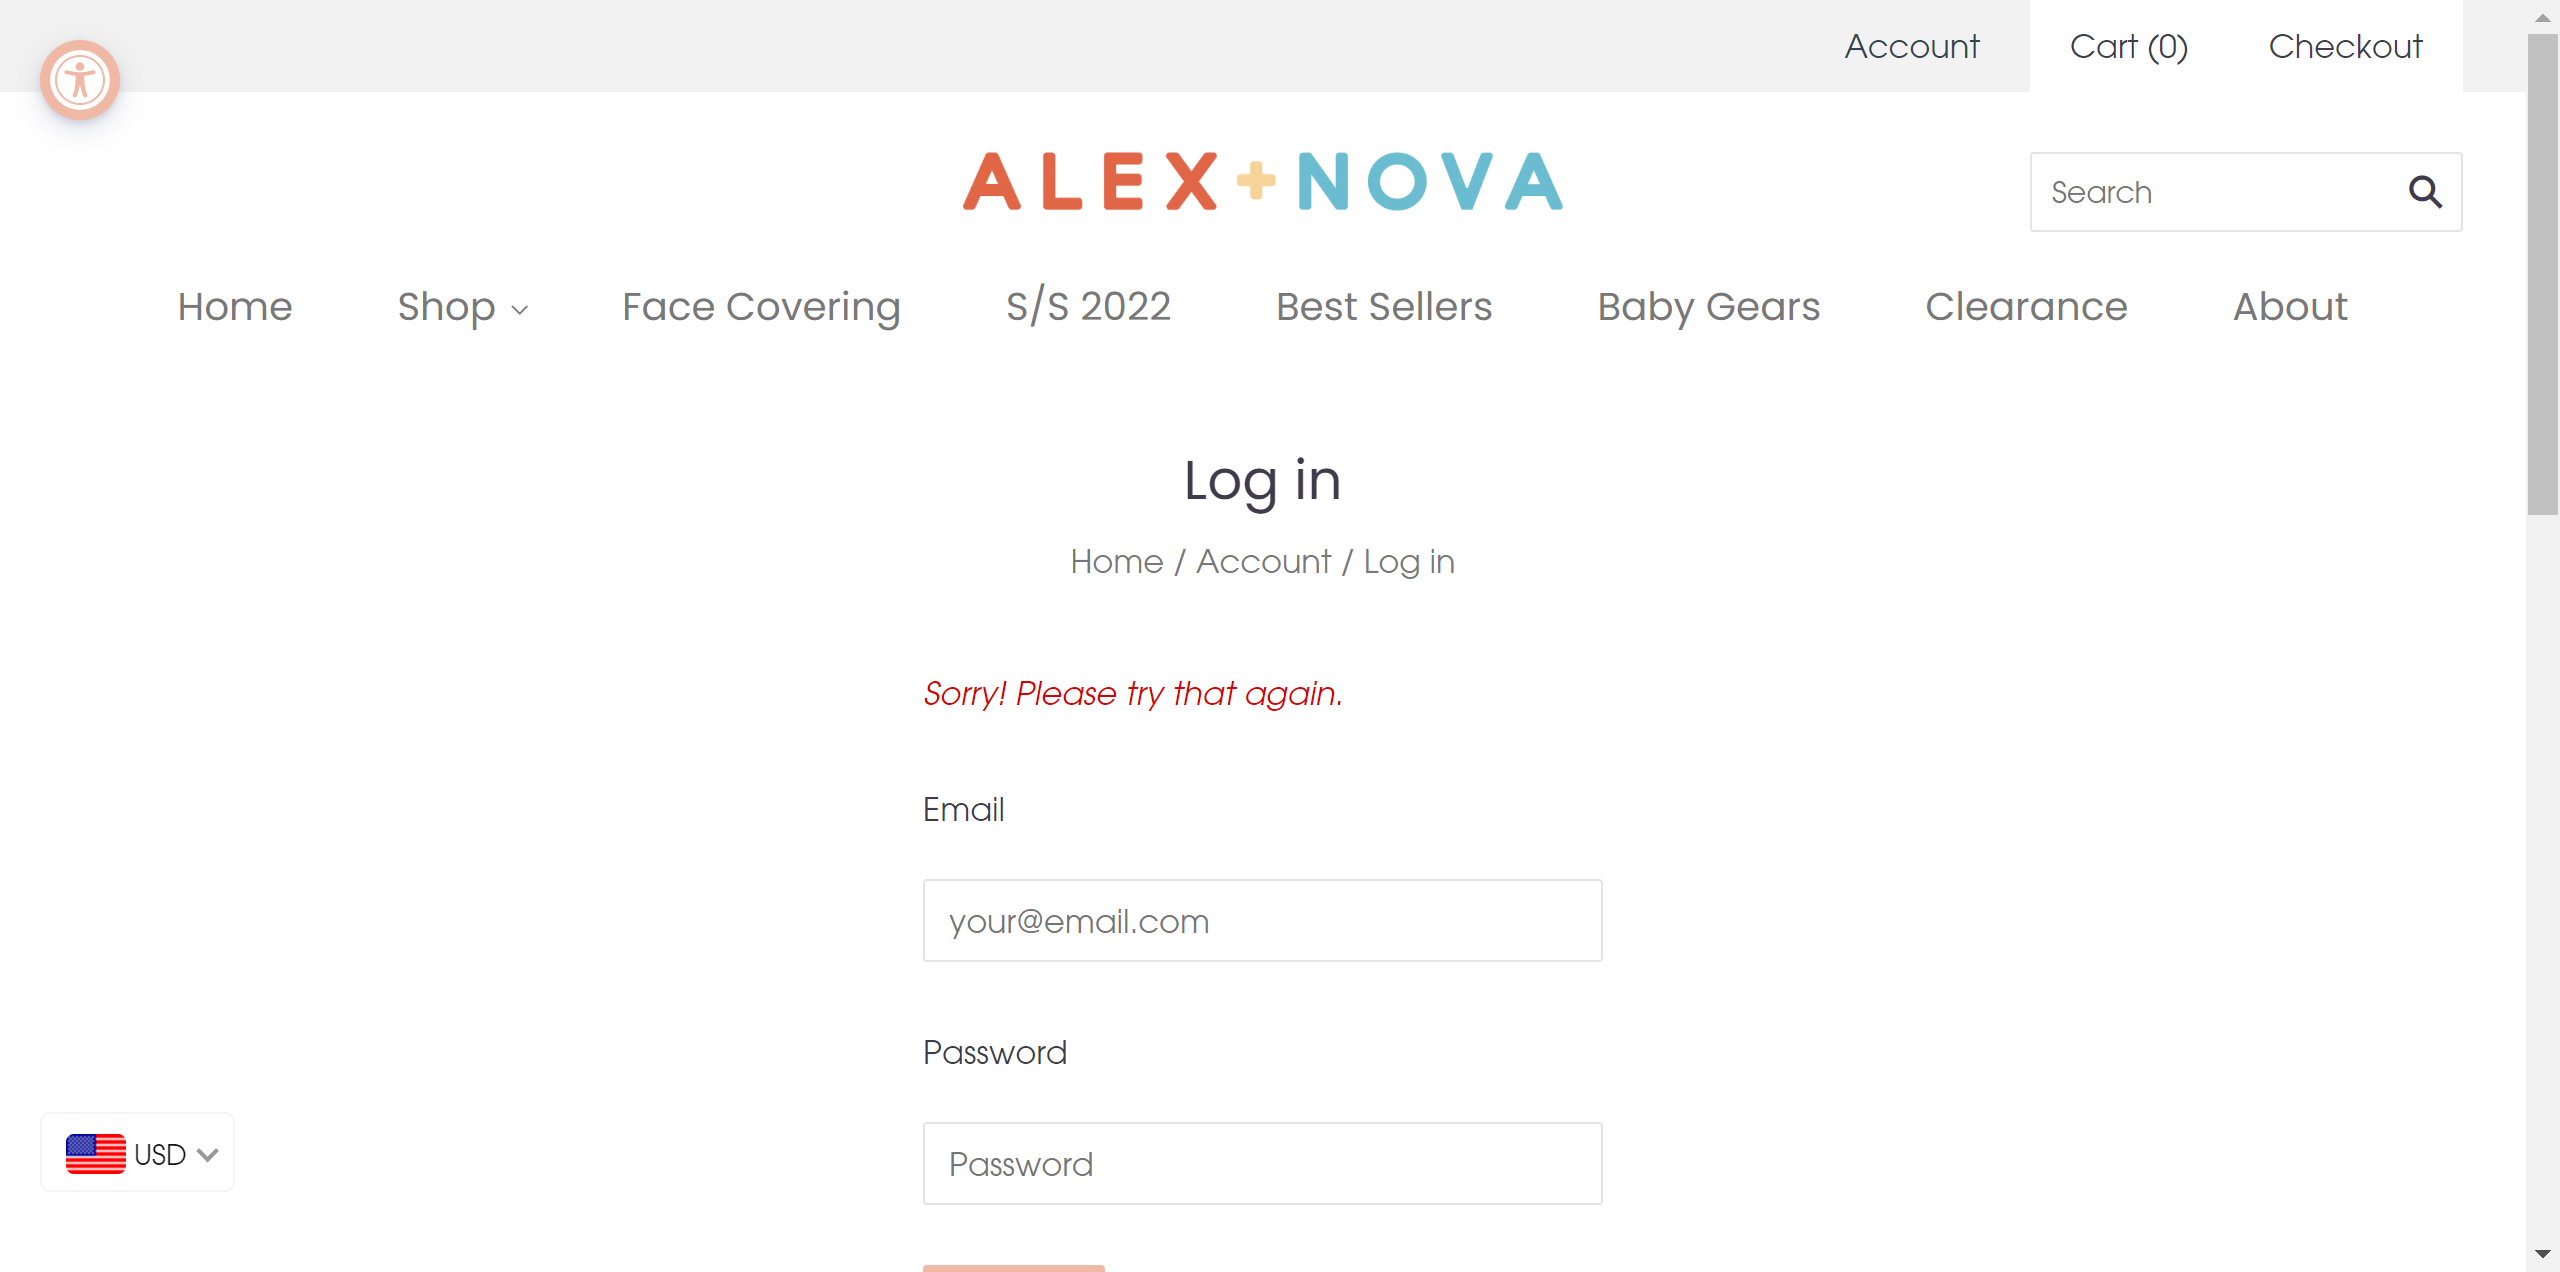 Account
Cart (0)
Checkout
ALEX+NOVA
Search
Home
Shop
Face Covering
S/S 2022
Best Sellers
Baby Gears
Clearance
About
Log in
Home / Account / Log in
Sorry! Please try that again.
Email
your@email.com
Password
Password
USD